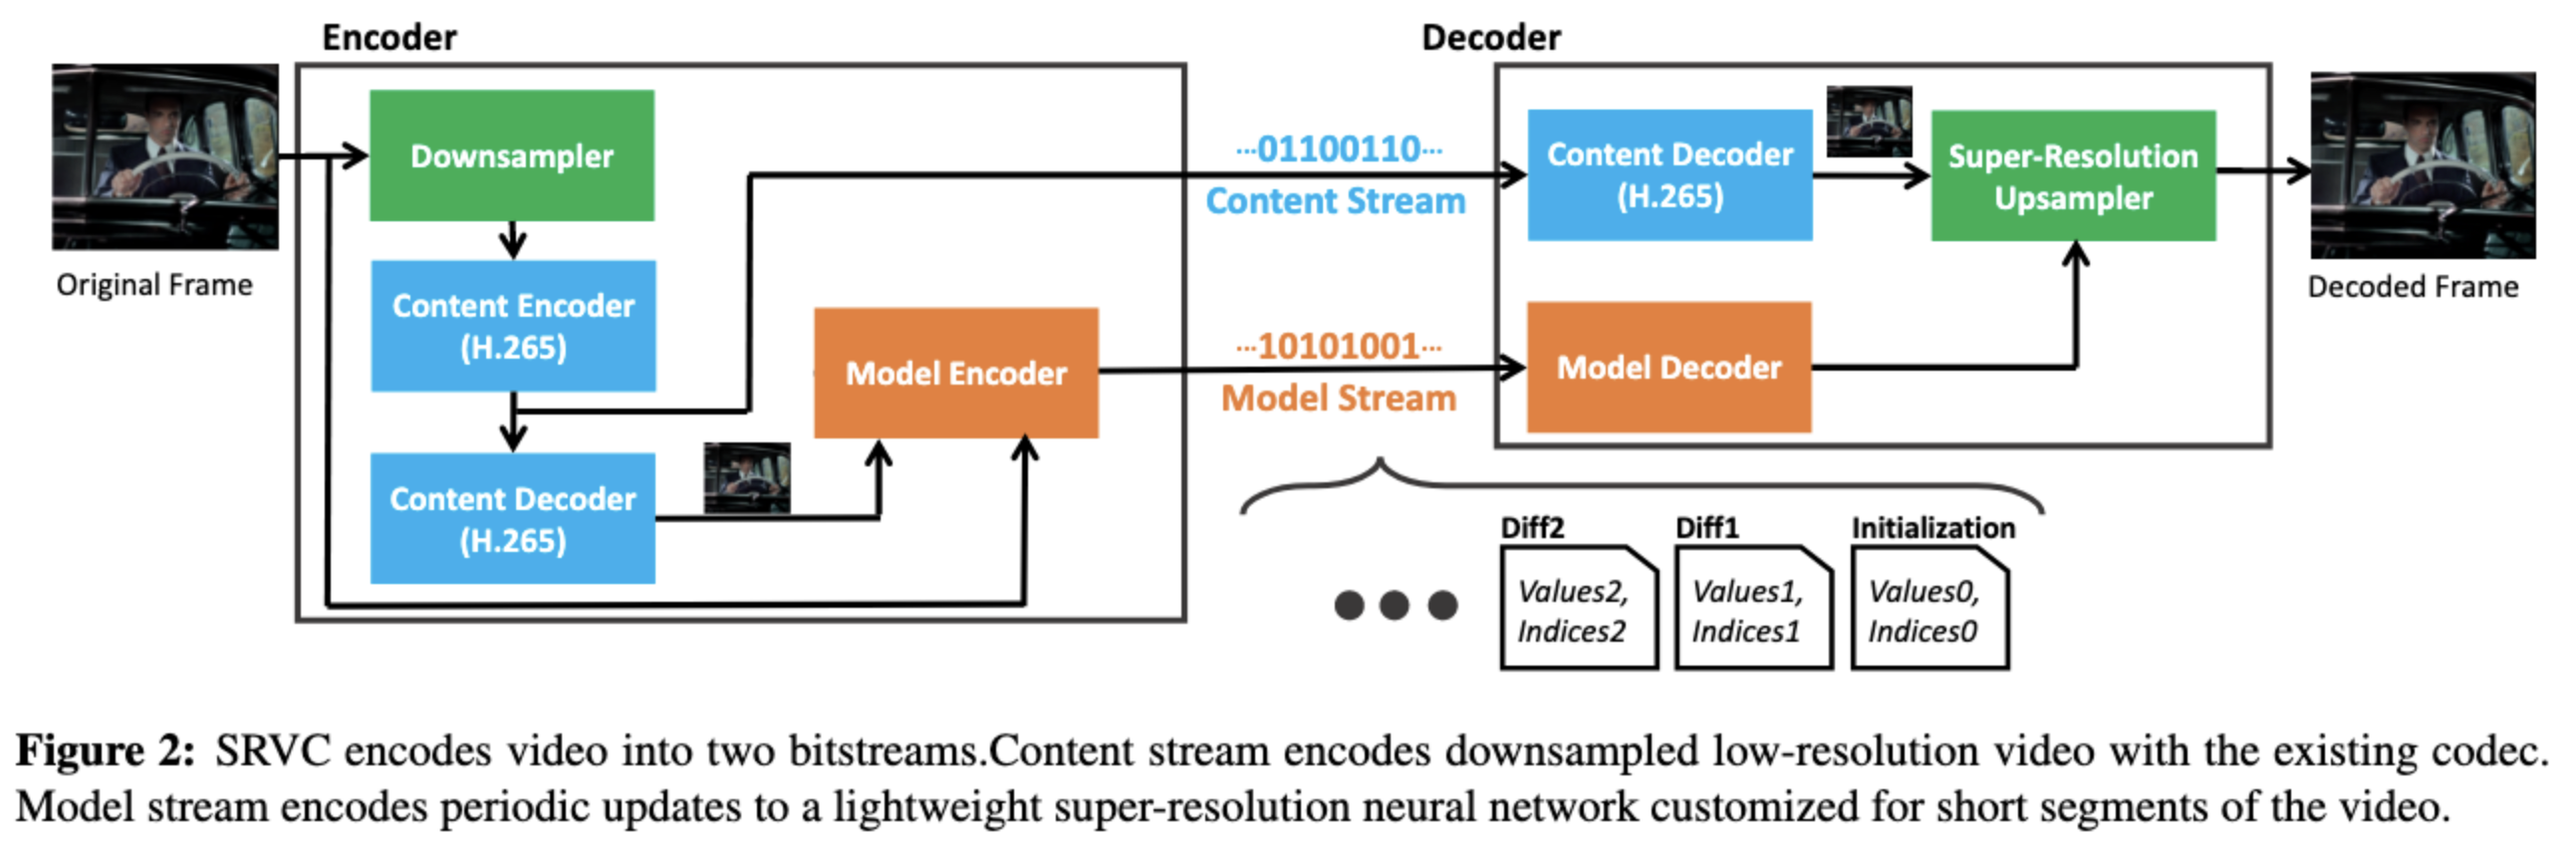 Encoder
Decoder
Original Frame
Downsampler
Content Encoder
(H.265)
Content Decoder
(H.265)
Model Encoder
···01100110···
Content Stream
···10101001···
Model Stream
Content Decoder
(H.265)
Super-Resolution
Upsampler
Model Decoder
Decoded Frame
Diff2
Values2,
Indices2
Diff1
Values1,
Indices1
Initialization
Values0,
Indices0
Figure 2: SRVC encodes video into two bitstreams.Content stream encodes downsampled low-resolution video with the existing codec.
Model stream encodes periodic updates to a lightweight super-resolution neural network customized for short segments of the video.